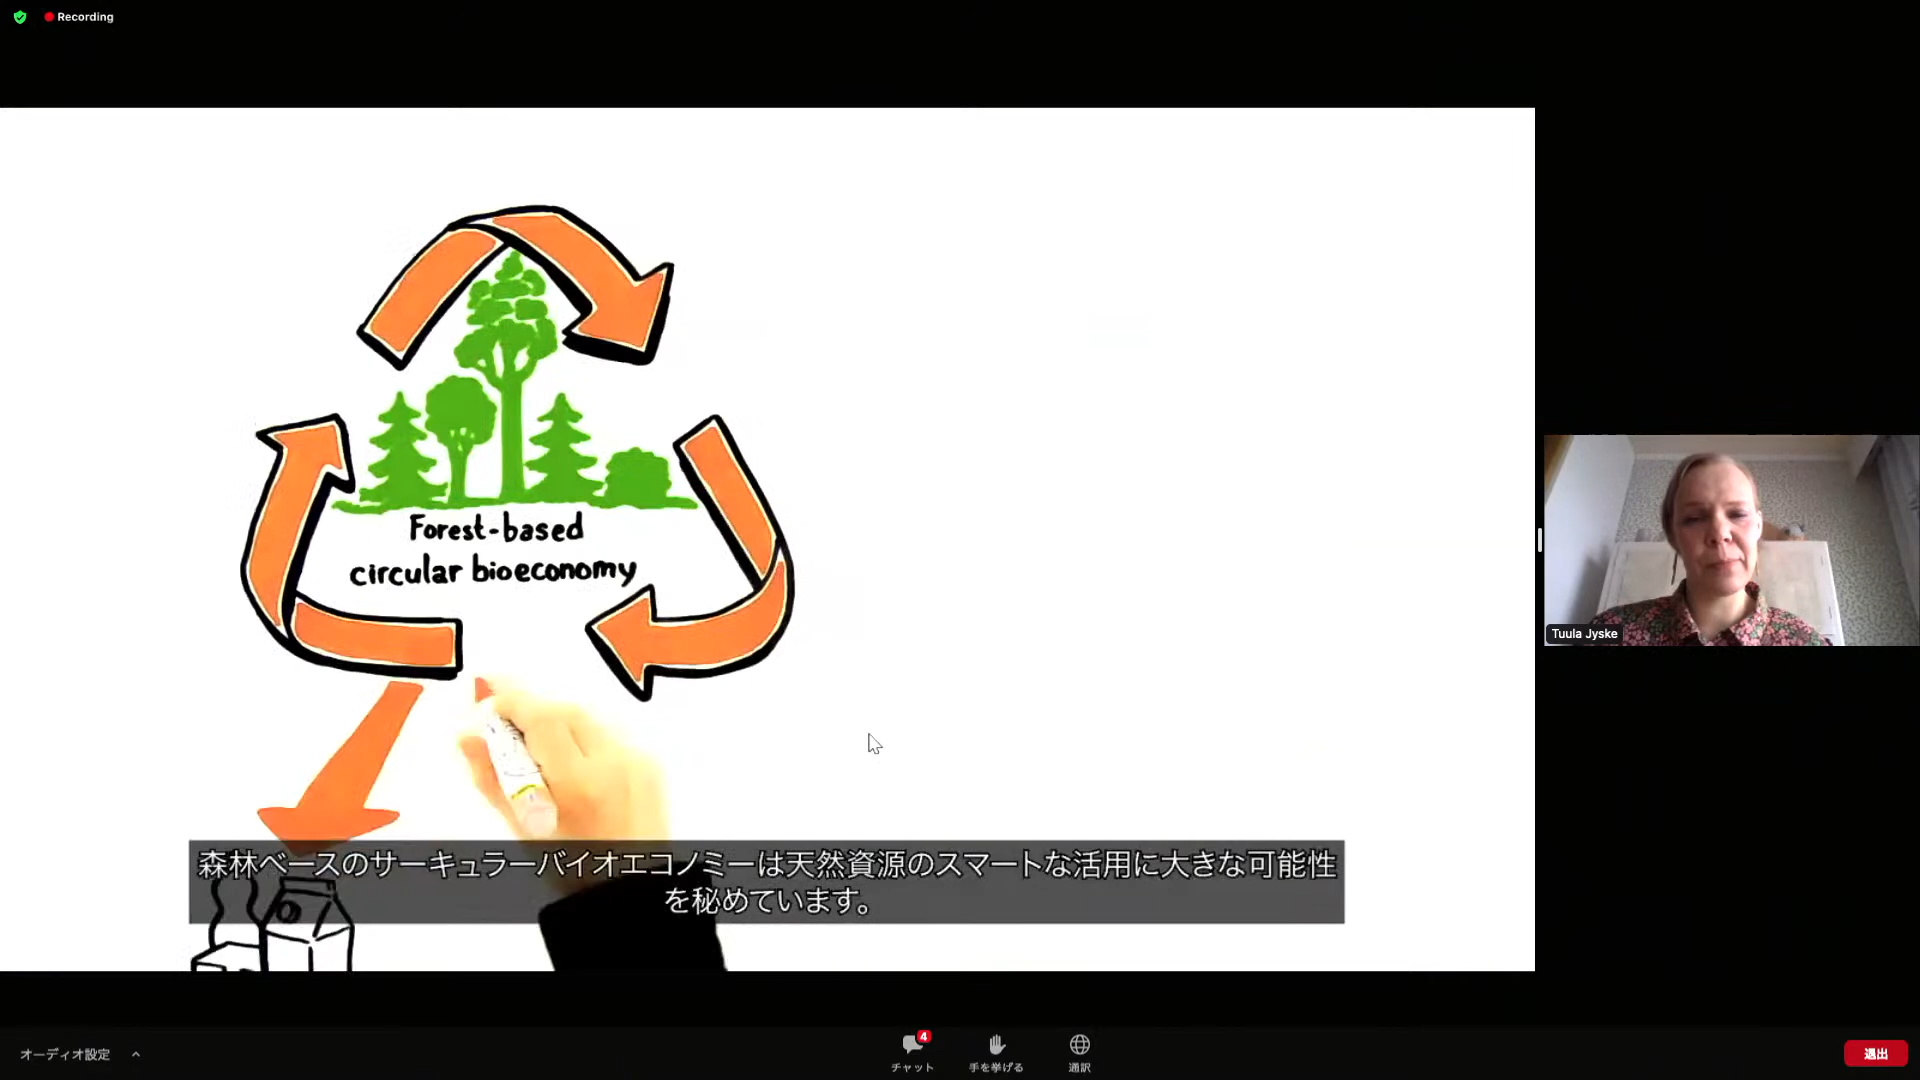 Recording
Forest-based
circular bioeconomy
森林ベースのサーキュラーバイオエコノミーは天然資源のスマートな活用に大きな可能性
を秘めています。
Tuula Jyske
オーディオ設定
4
チャット
手を挙げる
通訳
退出